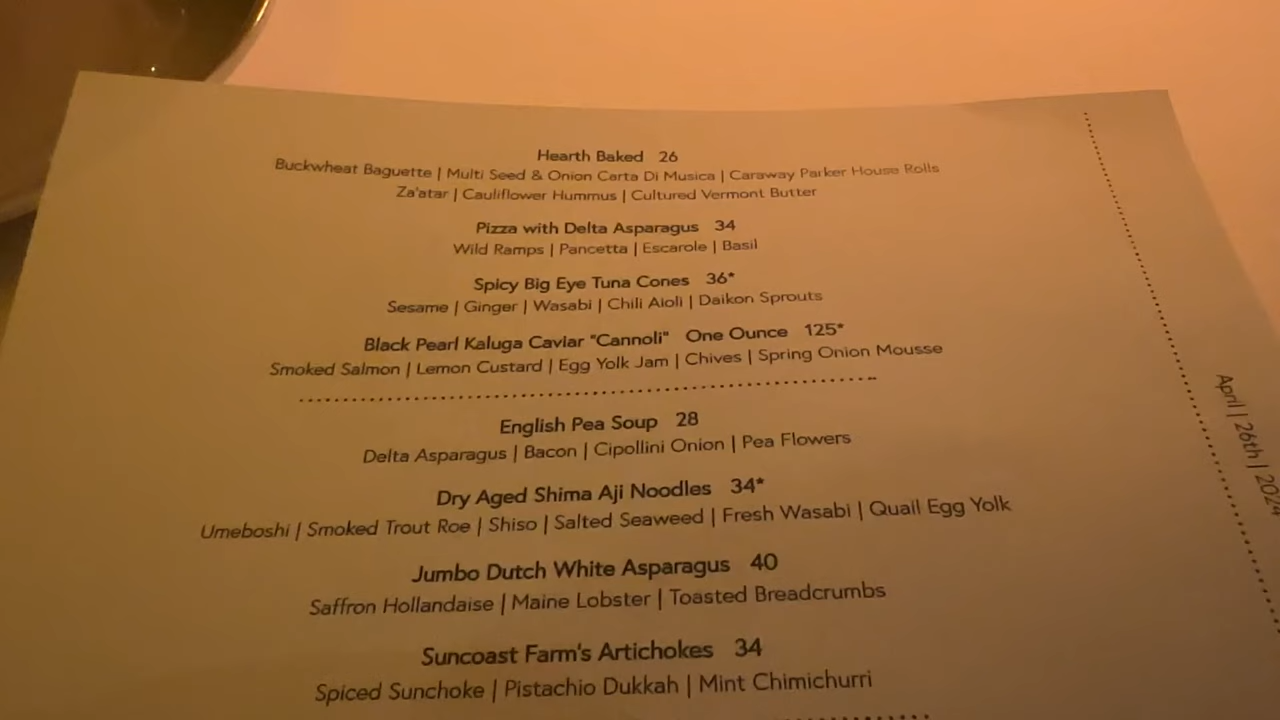 Hearth Baked 26
Buckwheat Baguette | Multi Seed & Onion Carta Di Musica | Caraway Parker House Rolls
Za'atar | Cauliflower Hummus | Cultured Vermont Butter
Pizza with Delta Asparagus 34
Wild Ramps | Pancetta | Escarole | Basil
Spicy Big Eye Tuna Cones 36*
Sesame | Ginger | Wasabi | Chili Aioli | Daikon Sprouts
Black Pearl Kaluga Caviar "Cannoli" One Ounce 125*
Smoked Salmon | Lemon Custard | Egg Yolk Jam | Chives | Spring Onion Mousse
English Pea Soup 28
Delta Asparagus | Bacon | Cipollini Onion | Pea Flowers
Dry Aged Shima Aji Noodles 34*
Umeboshi | Smoked Trout Roe | Shiso | Salted Seaweed | Fresh Wasabi | Quail Egg Yolk
Jumbo Dutch White Asparagus 40
Saffron Hollandaise | Maine Lobster | Toasted Breadcrumbs
Suncoast Farm's Artichokes 34
Spiced Sunchoke | Pistachio Dukkah | Mint Chimichurri
April | 26th | 2024